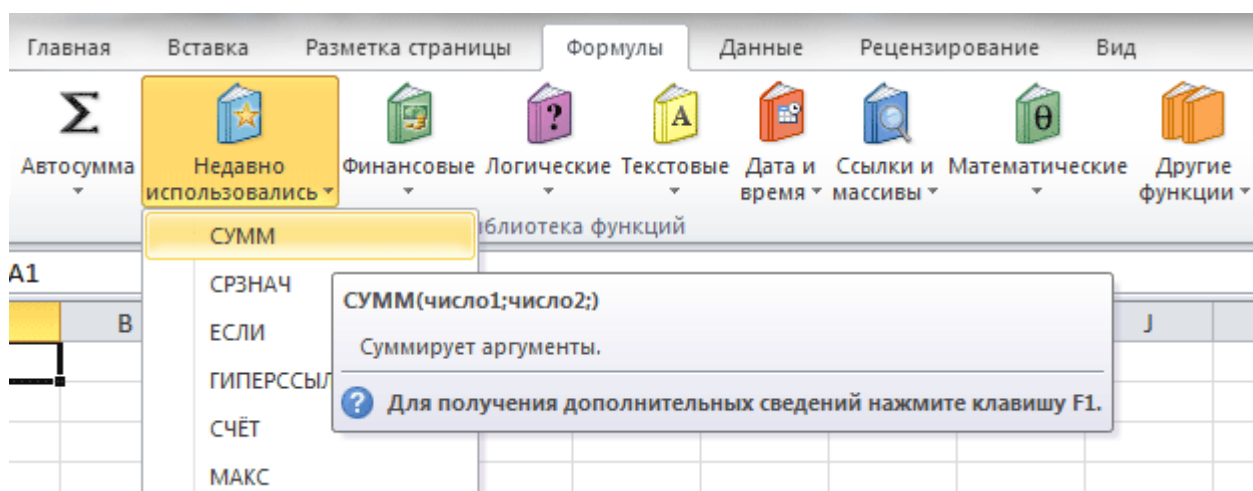 Главная Вставка Разметка страницы Формулы Данные Рецензирование Вид
Σ ? A θ
Автосумма Недавно использовались Финансовые Логические Текстовые Дата и время Ссылки и массивы Математические Другие функции
функций
СУММ
A1
СРЗНАЧ
СУММ(число1;число2;)
B J
ЕСЛИ
Суммирует аргументы.
? Для получения дополнительных сведений нажмите клавишу F1.
СЧЁТ
МАКС